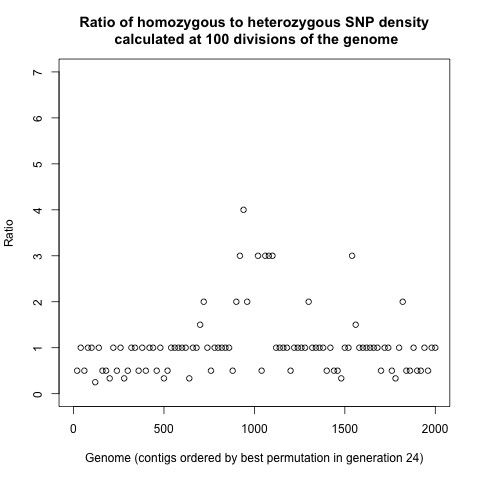 Ratio of homozygous to heterozygous SNP density
calculated at 100 divisions of the genome
7
6
5
4
3
2
1
0
Ratio
0 500 1000 1500 2000
Genome (contigs ordered by best permutation in generation 24)